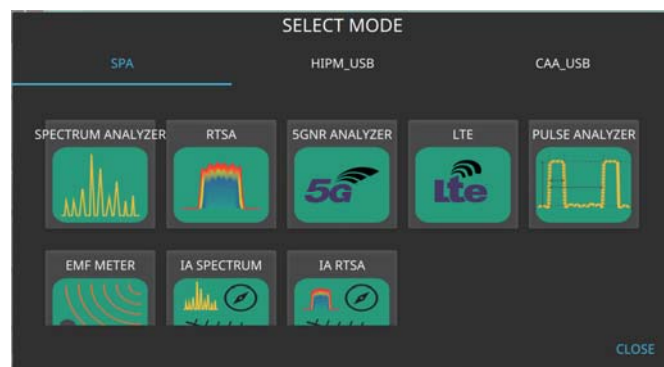 SELECT MODE
SPA HIPM_USB CAA_USB
SPECTRUM ANALYZER RTSA 5GNR ANALYZER LTE PULSE ANALYZER
5G Lte
EMF METER IA SPECTRUM IA RTSA
CLOSE